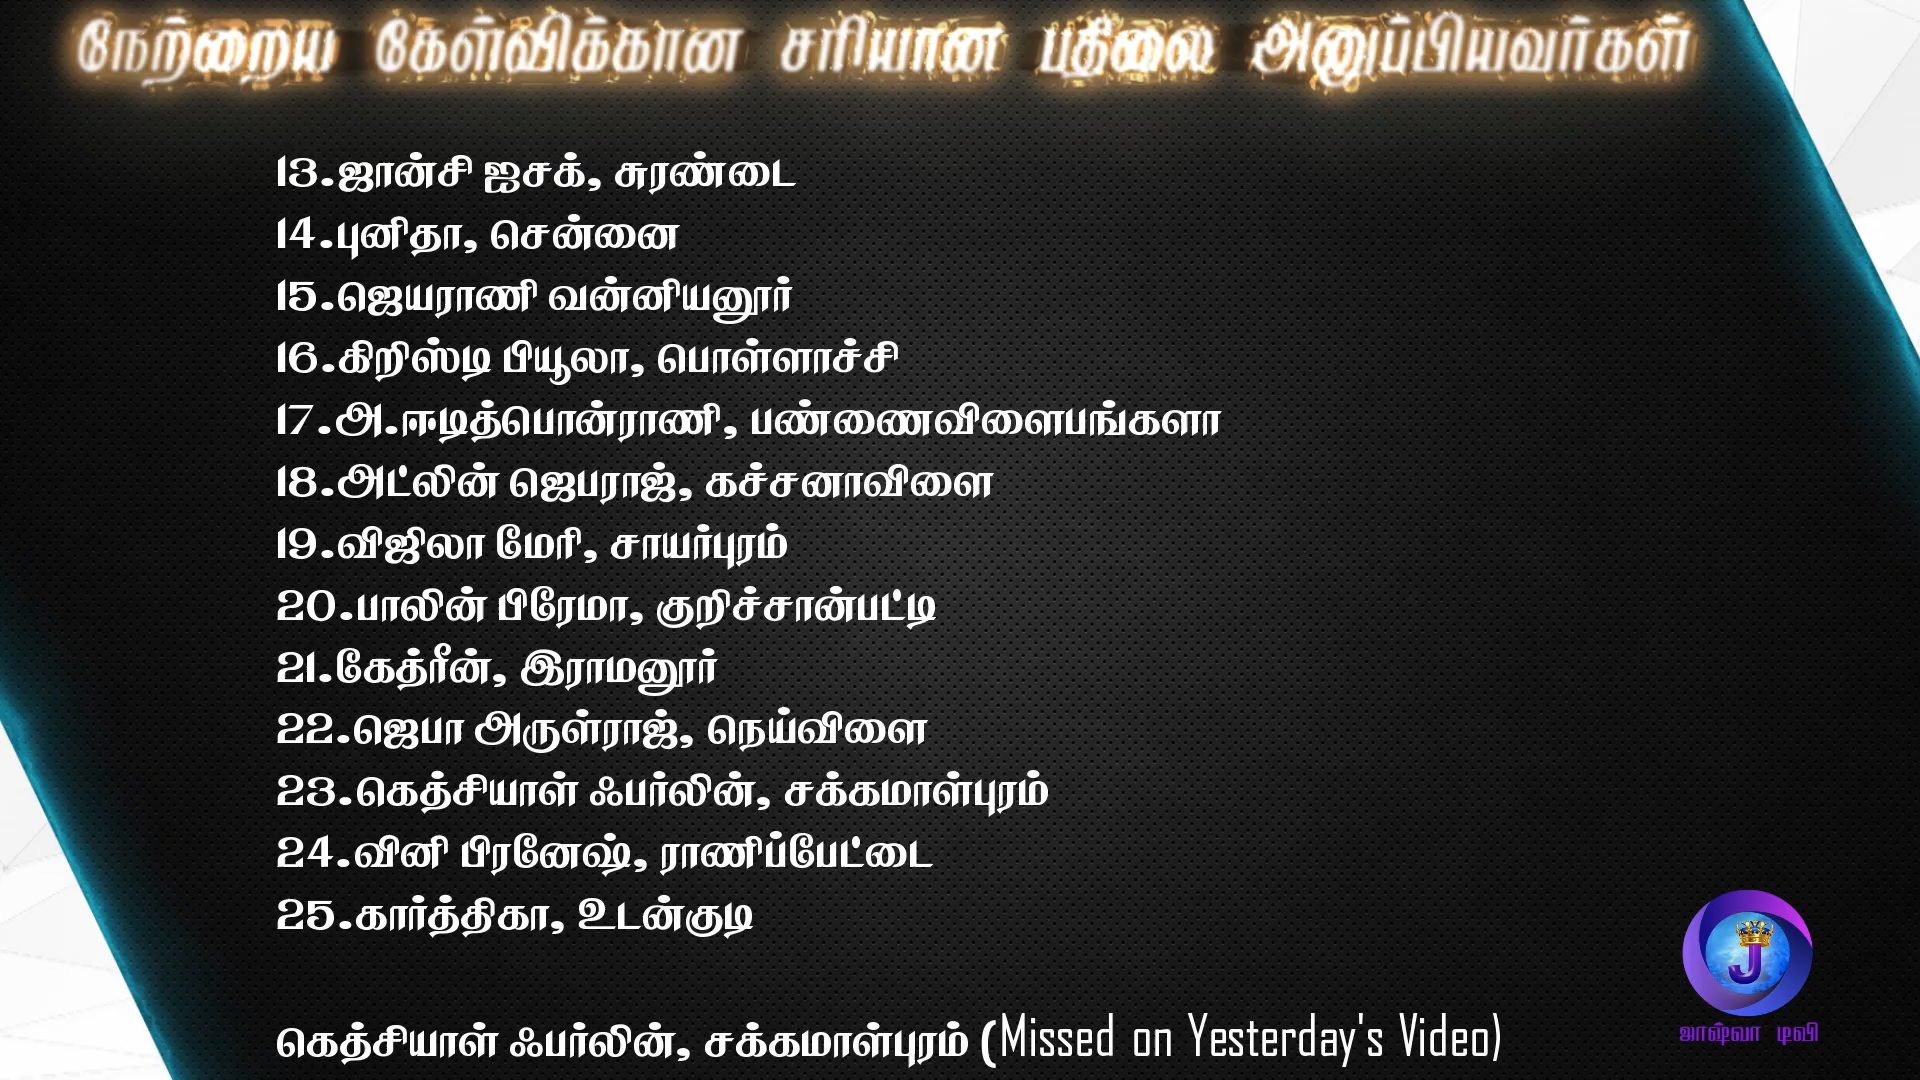 நேற்றைய கேள்விக்கான சரியான பதிலை அனுப்பியவர்கள்
13.ஜான்சி ஐசக், சுரண்டை
14.புனிதா, சென்னை
15.ஜெயராணி வன்னியனூர்
16.கிறிஸ்டி பியூலா, பொள்ளாச்சி
17.அ.ஈடித்பொன்ராணி, பண்ணைவிளைபங்களா
18.அட்லின் ஜெபராஜ், கச்சனாவிளை
19.விஜிலா மேரி, சாயர்புரம்
20.பாலின் பிரேமா, குறிச்சான்பட்டி
21.கேத்ரீன், இராமனூர்
22.ஜெபா அருள்ராஜ், நெய்விளை
23.கெத்சியாள் ஃபர்லின், சக்கமாள்புரம்
24.வினி பிரனேஷ், ராணிப்பேட்டை
25.கார்த்திகா, உடன்குடி
கெத்சியாள் ஃபர்லின், சக்கமாள்புரம் (Missed on Yesterday's Video)
J
ஜாஷ்வா டிவி